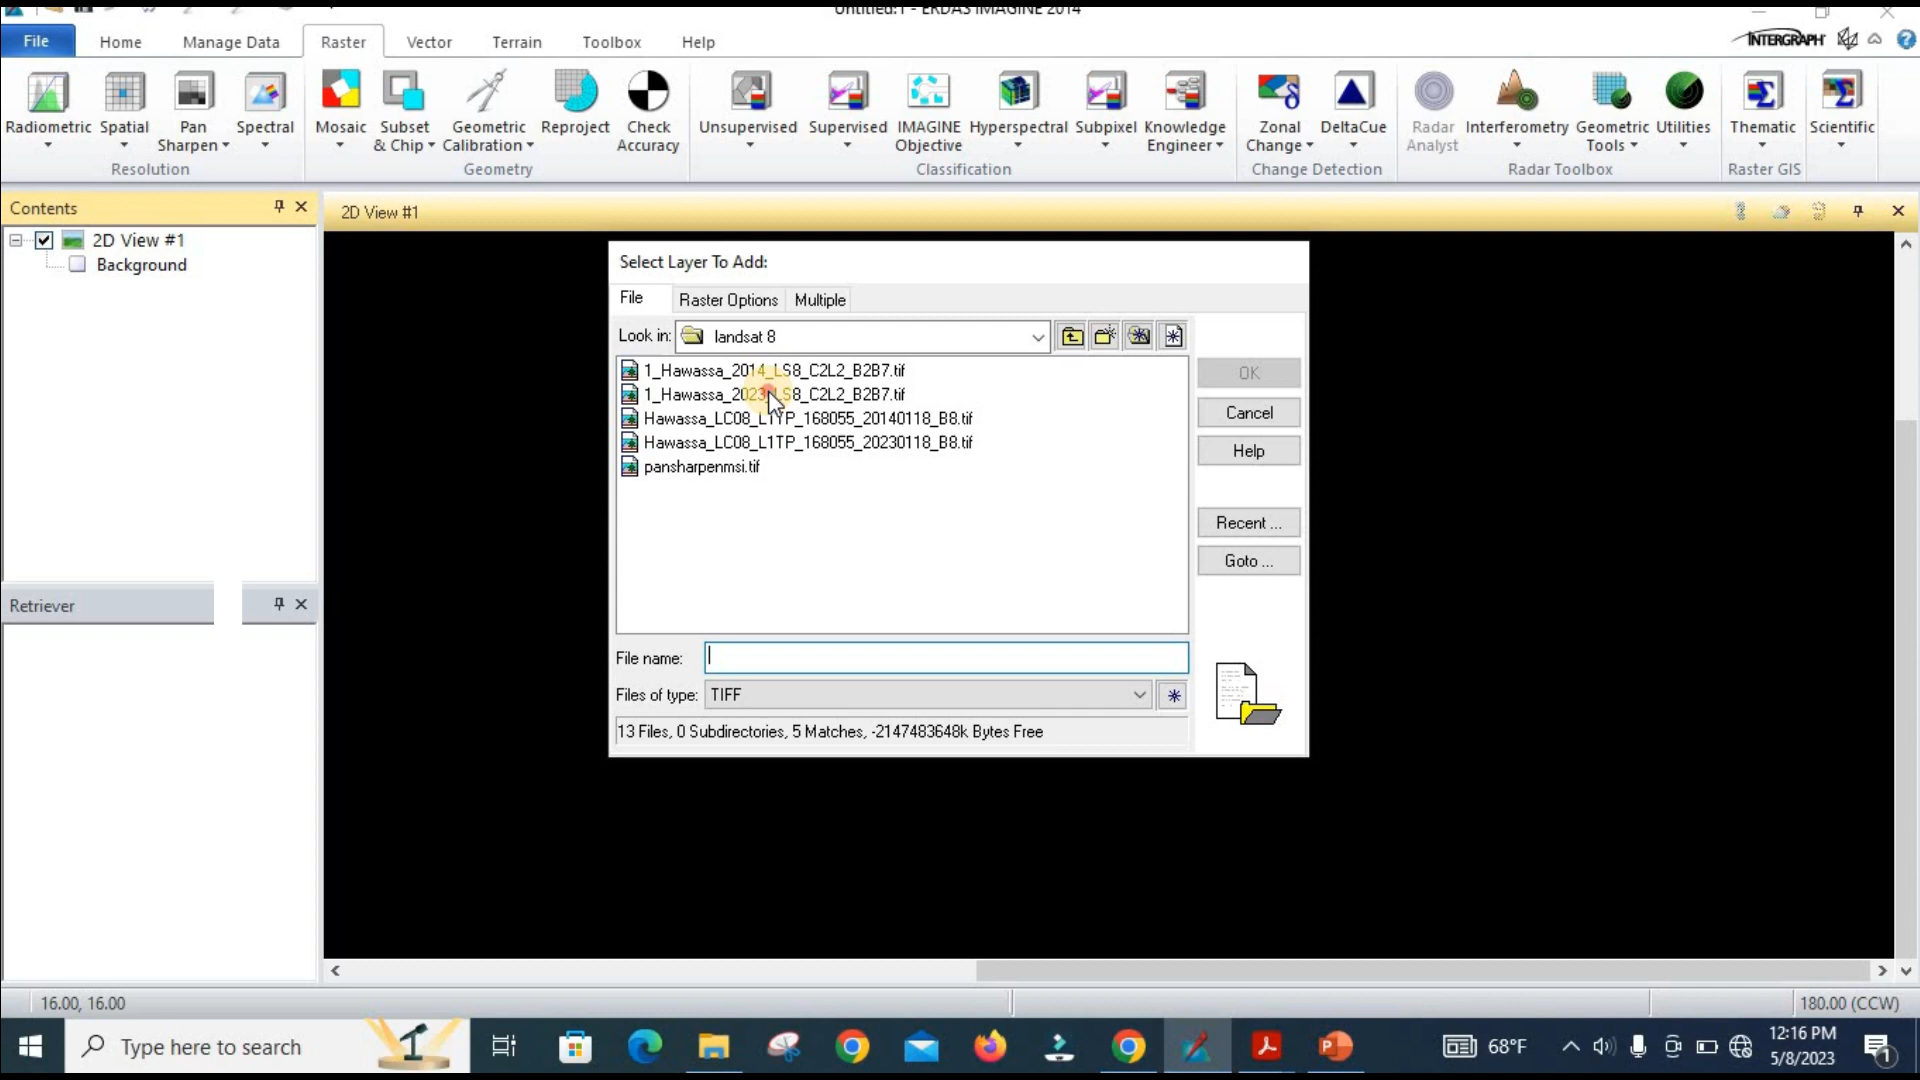 Untitled:1 - ERDAS IMAGINE 2014
File Home Manage Data Raster Vector Terrain Toolbox Help
INTERGRAPH
Radiometric Spatial Pan Sharpen Spectral
Mosaic Subset & Chip Geometric Calibration Reproject Check Accuracy
Unsupervised Supervised IMAGINE Objective Hyperspectral Subpixel Knowledge Engineer
Zonal Change DeltaCue
Radar Analyst Interferometry Geometric Tools Utilities
Thematic Scientific
Resolution Geometry Classification Change Detection Radar Toolbox Raster GIS
Contents
2D View #1
2D View #1
Background
Select Layer To Add:
File Raster Options Multiple
Look in: landsat 8
1_Hawassa_2014_LS8_C2L2_B2B7.tif
1_Hawassa_2023_LS8_C2L2_B2B7.tif
Hawassa_LC08_L1TP_168055_20140118_B8.tif
Hawassa_LC08_L1TP_168055_20230118_B8.tif
pansharpenmsi.tif
OK
Cancel
Help
Recent ...
Goto ...
File name:
Files of type: TIFF
13 Files, 0 Subdirectories, 5 Matches, -2147483648k Bytes Free
Retriever
16.00, 16.00
180.00 (CCW)
Type here to search
68°F
12:16 PM
5/8/2023
1